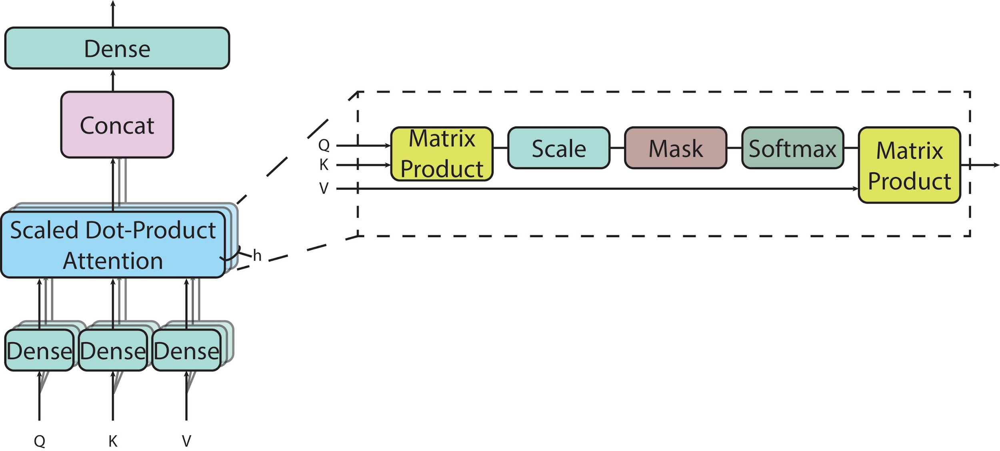 Dense
Concat
Scaled Dot-Product
Attention
h
Dense Dense Dense
Q K V
Q
K
V
Matrix
Product
Scale
Mask
Softmax
Matrix
Product